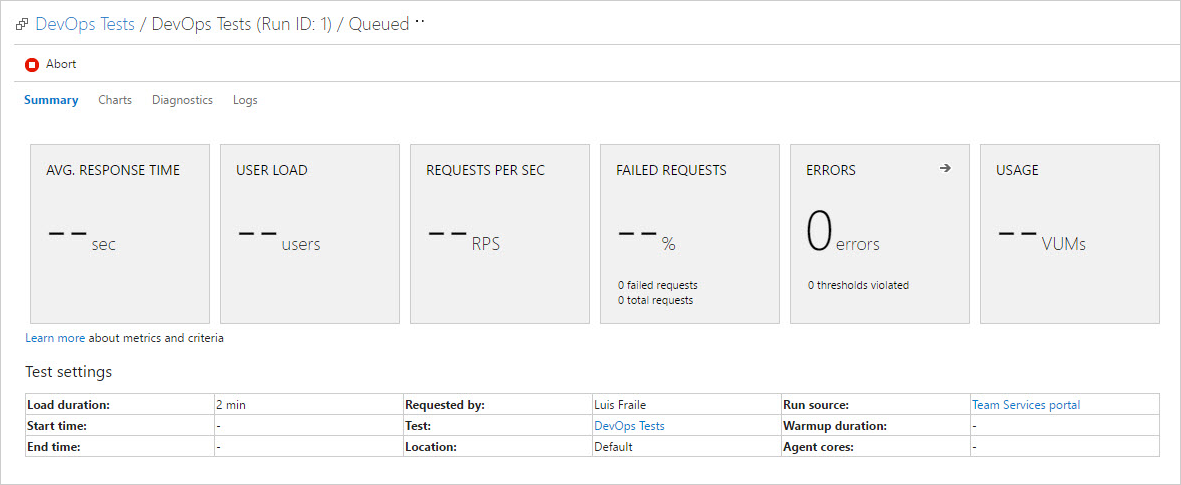 DevOps Tests / DevOps Tests (Run ID: 1) / Queued
Abort
Summary Charts Diagnostics Logs
AVG. RESPONSE TIME USER LOAD REQUESTS PER SEC FAILED REQUESTS ERRORS USAGE
-- sec -- users -- RPS -- % 0 errors -- VUMs
0 failed requests 0 thresholds violated
0 total requests
Learn more about metrics and criteria
Test settings
Load duration: 2 min Requested by: Luis Fraile Run source: Team Services portal
Start time: - Test: DevOps Tests Warmup duration: -
End time: - Location: Default Agent cores: -